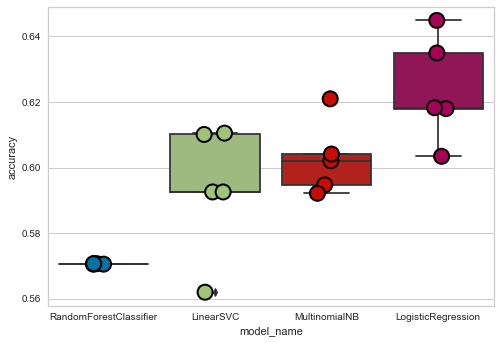 0.64
0.62
0.60
0.58
0.56
accuracy
RandomForestClassifier LinearSVC MultinomialNB LogisticRegression
model_name